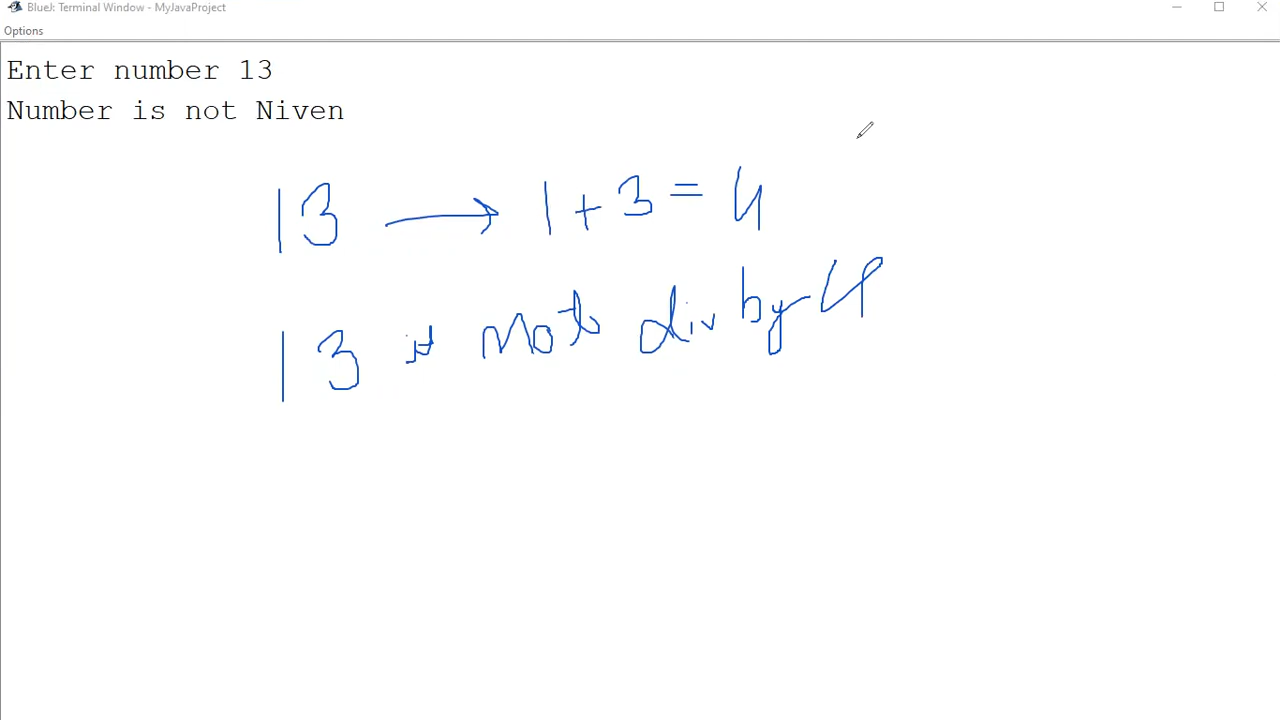 BlueJ: Terminal Window - MyJavaProject
Options
Enter number 13
Number is not Niven
13 → 1 + 3 = 4
13 is not div by 4